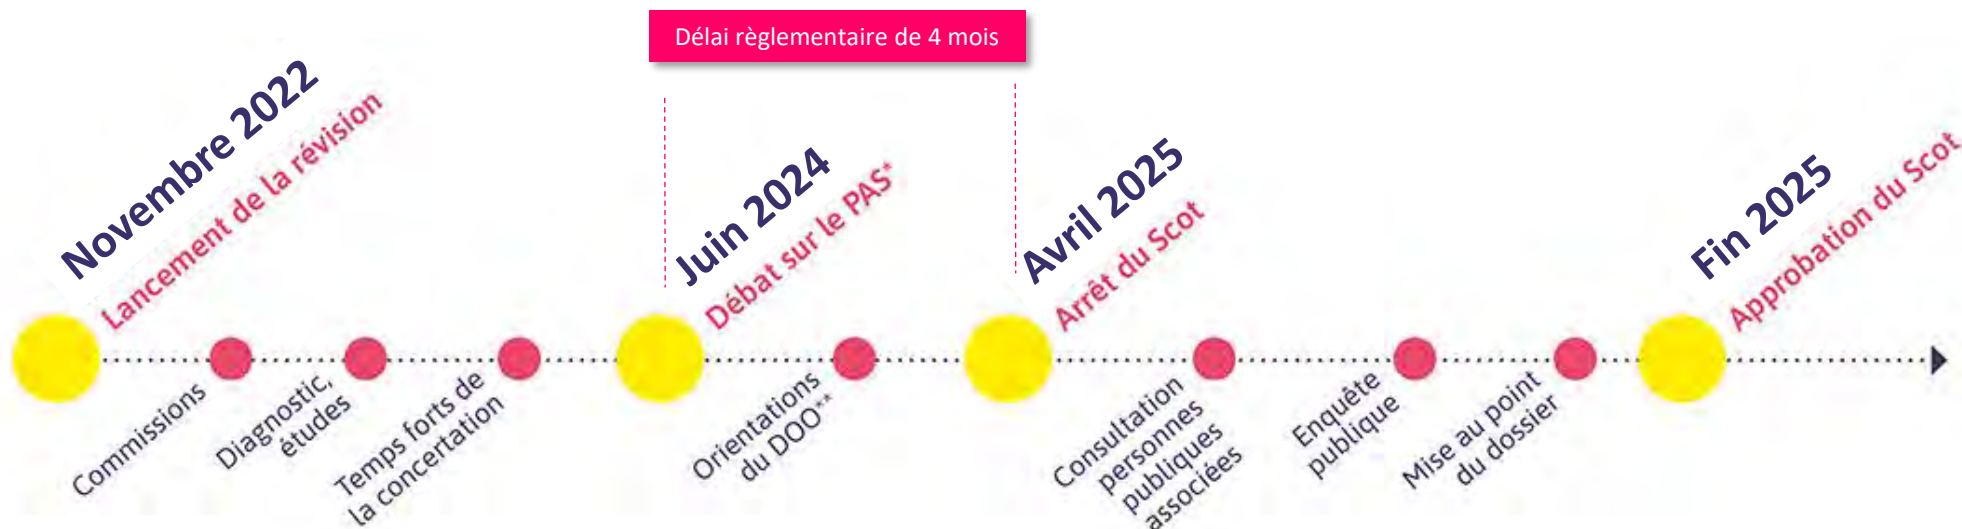 Délai règlementaire de 4 mois
Novembre 2022
Lancement de la révision
Commissions
Diagnostic,
études
Temps forts de
la concertation
Juin 2024
Débat sur le PAS*
Orientations
du DOO**
Avril 2025
Arrêt du Scot
Consultation
personnes
publiques
associées
Enquête
publique
Mise au point
du dossier
Fin 2025
Approbation du Scot